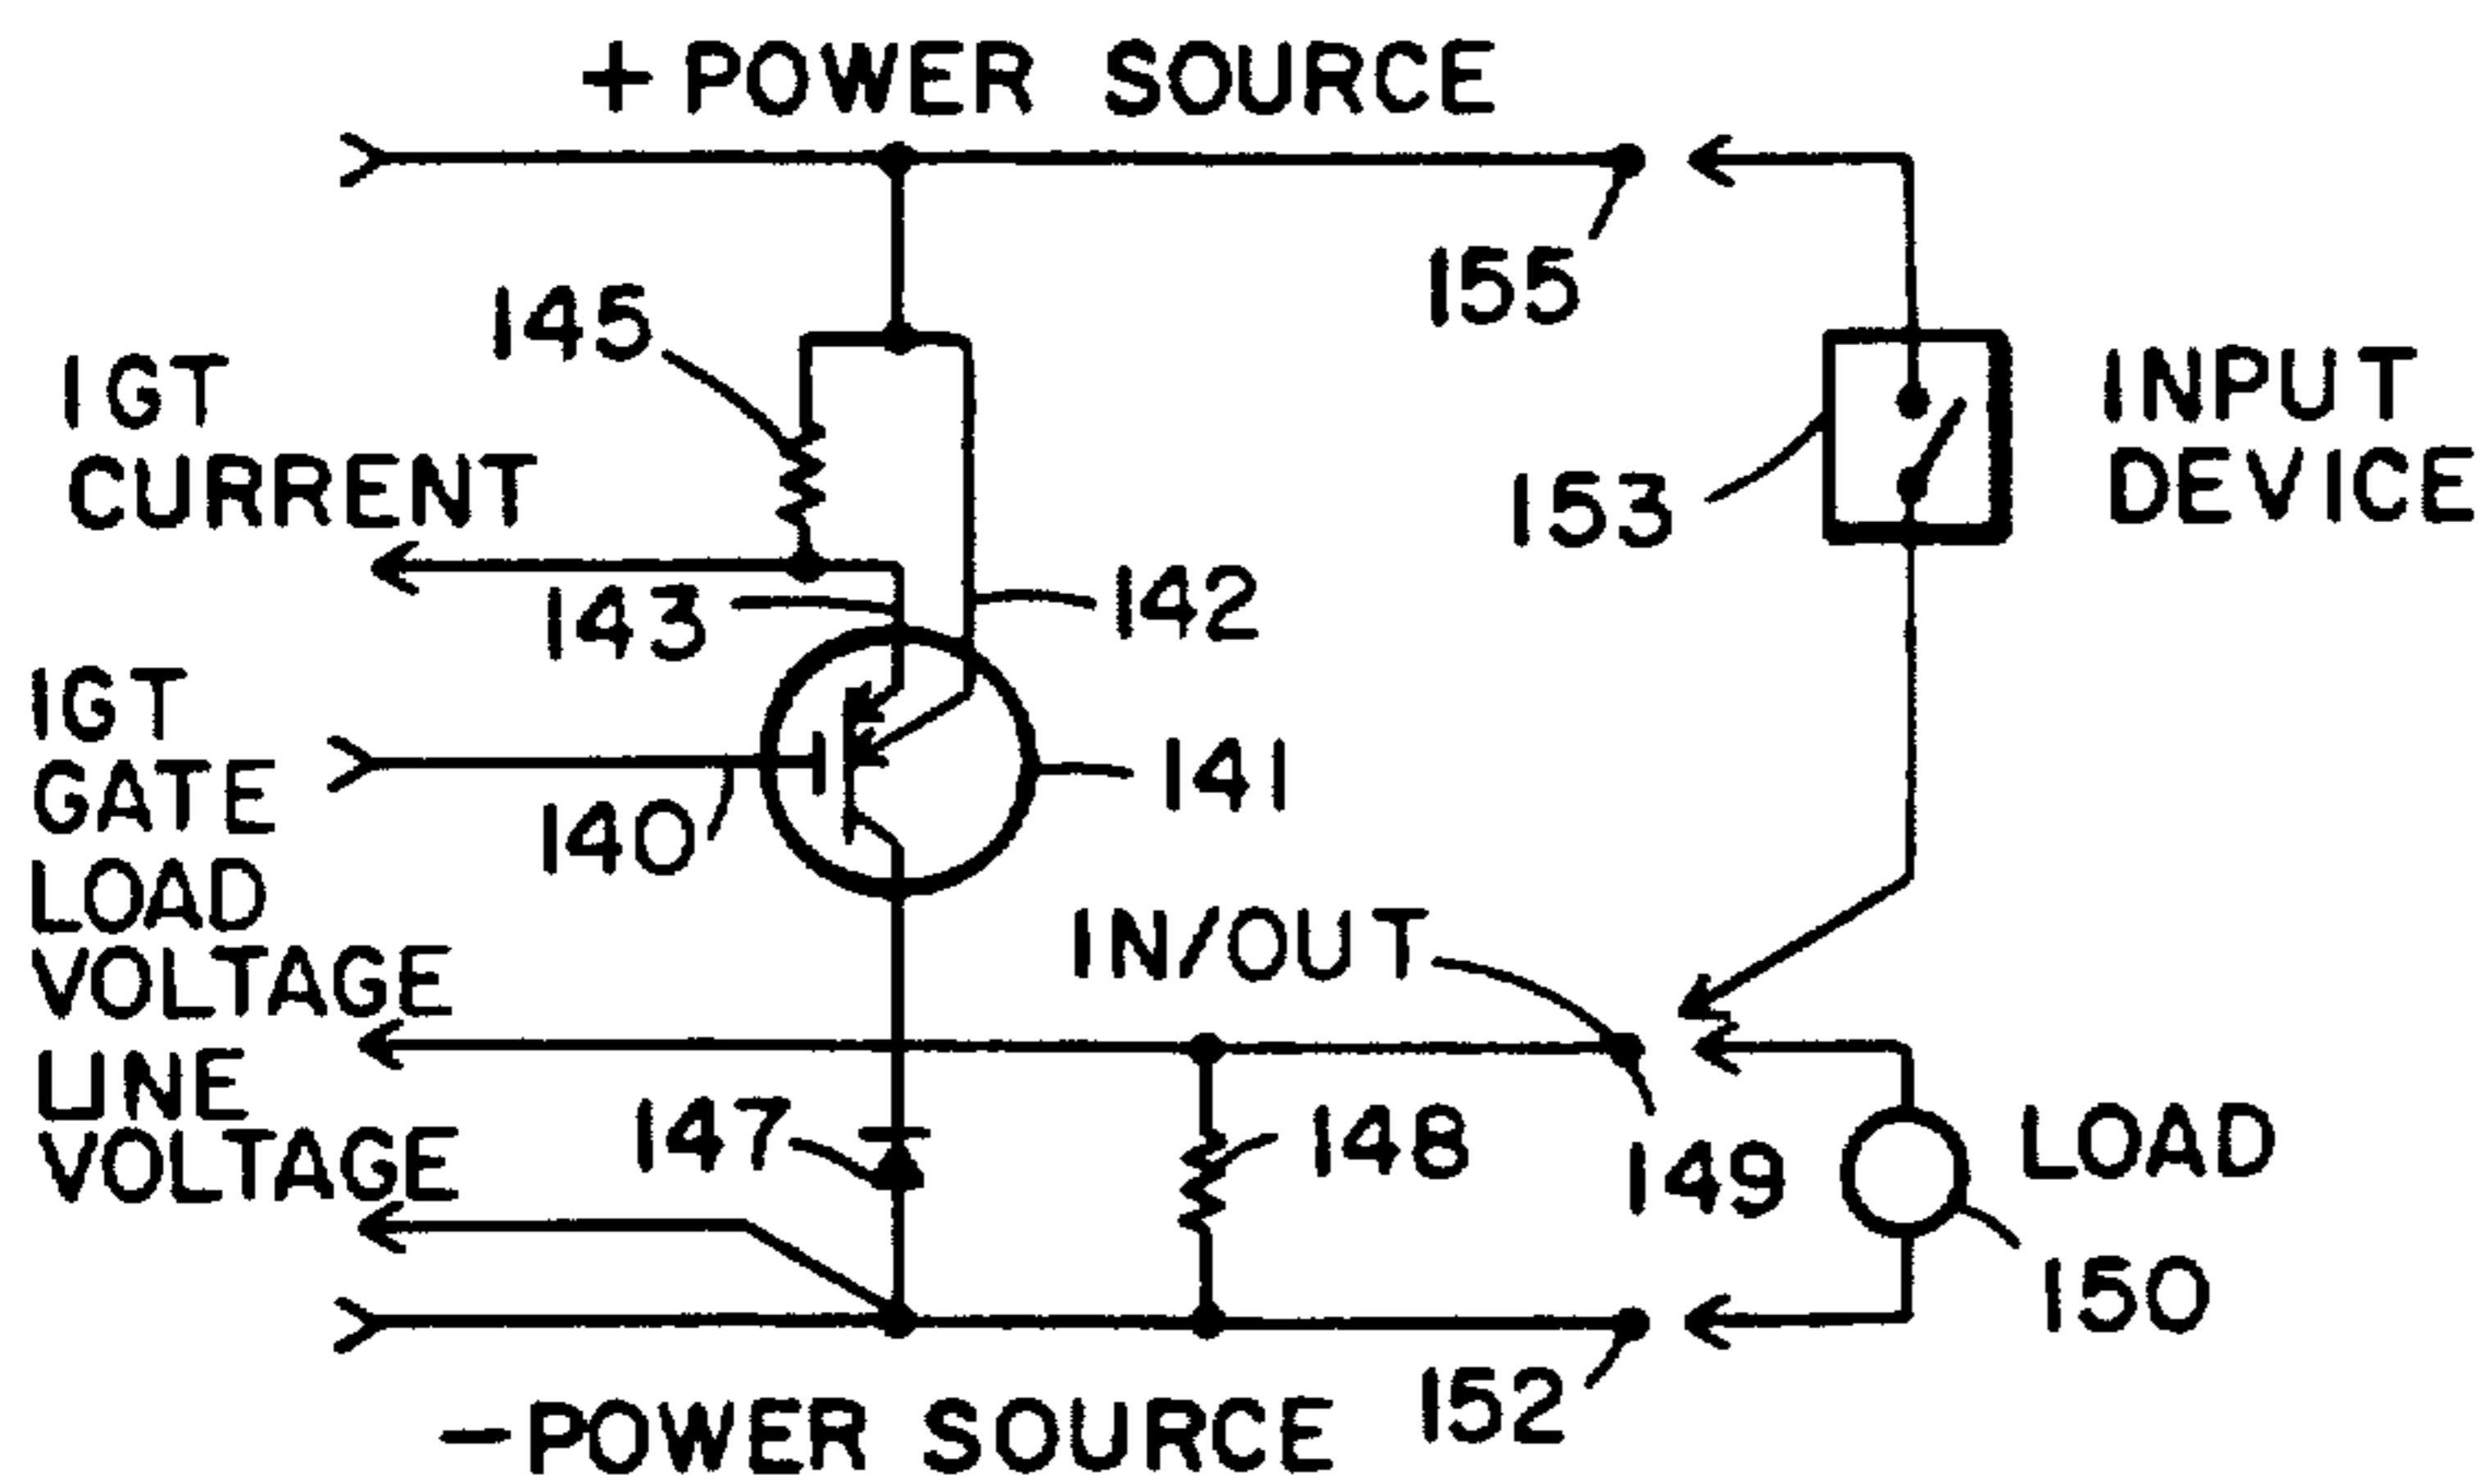 + POWER SOURCE
155
145
IGT
CURRENT
INPUT
DEVICE
153
143
142
IGT
GATE
140
141
LOAD
VOLTAGE
IN/OUT
LINE
VOLTAGE
147
148
149
LOAD
150
152
- POWER SOURCE